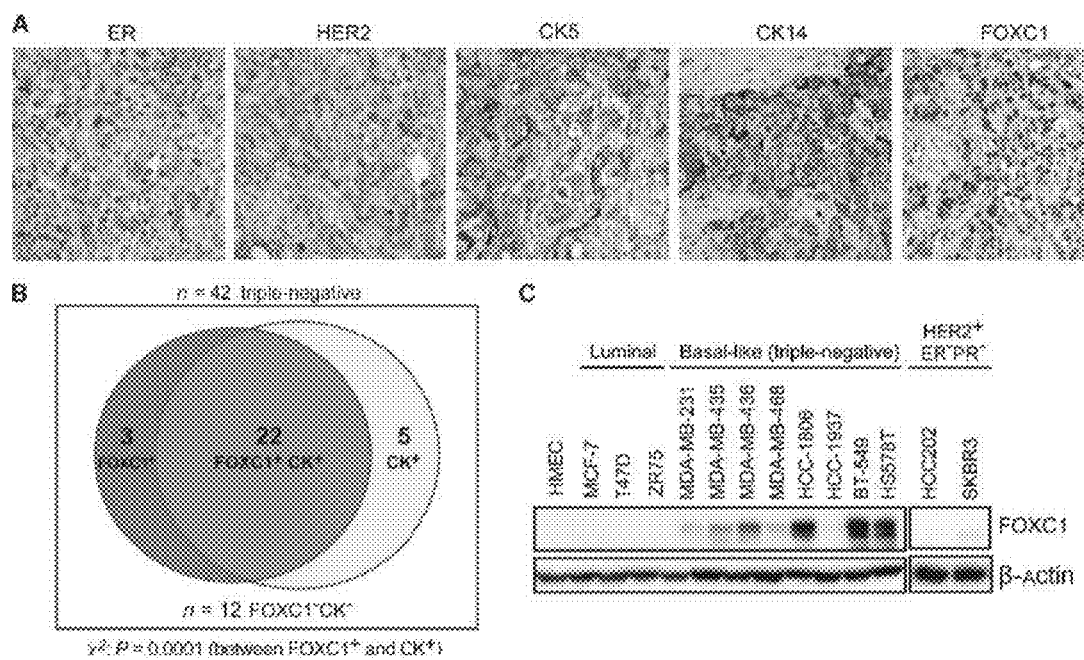 A
ER HER2 CK5 CK14 FOXC1
B
n = 42 triple-negative
3 22 5
FOXC1⁺ FOXC1⁺CK⁺ CK⁺
n = 12 FOXC1⁻CK⁻
χ²: P = 0.0001 (between FOXC1⁺ and CK⁺)
C
Luminal Basal-like (triple-negative) HER2⁺
ER⁻PR⁻
HMEC MCF-7 T47D ZR75 MDA-MB-231 MDA-MB-435 MDA-MB-436 MDA-MB-468 HCC-1806 HCC-1937 BT-549 HS578T HCC202 SKBR3
FOXC1
β-Actin